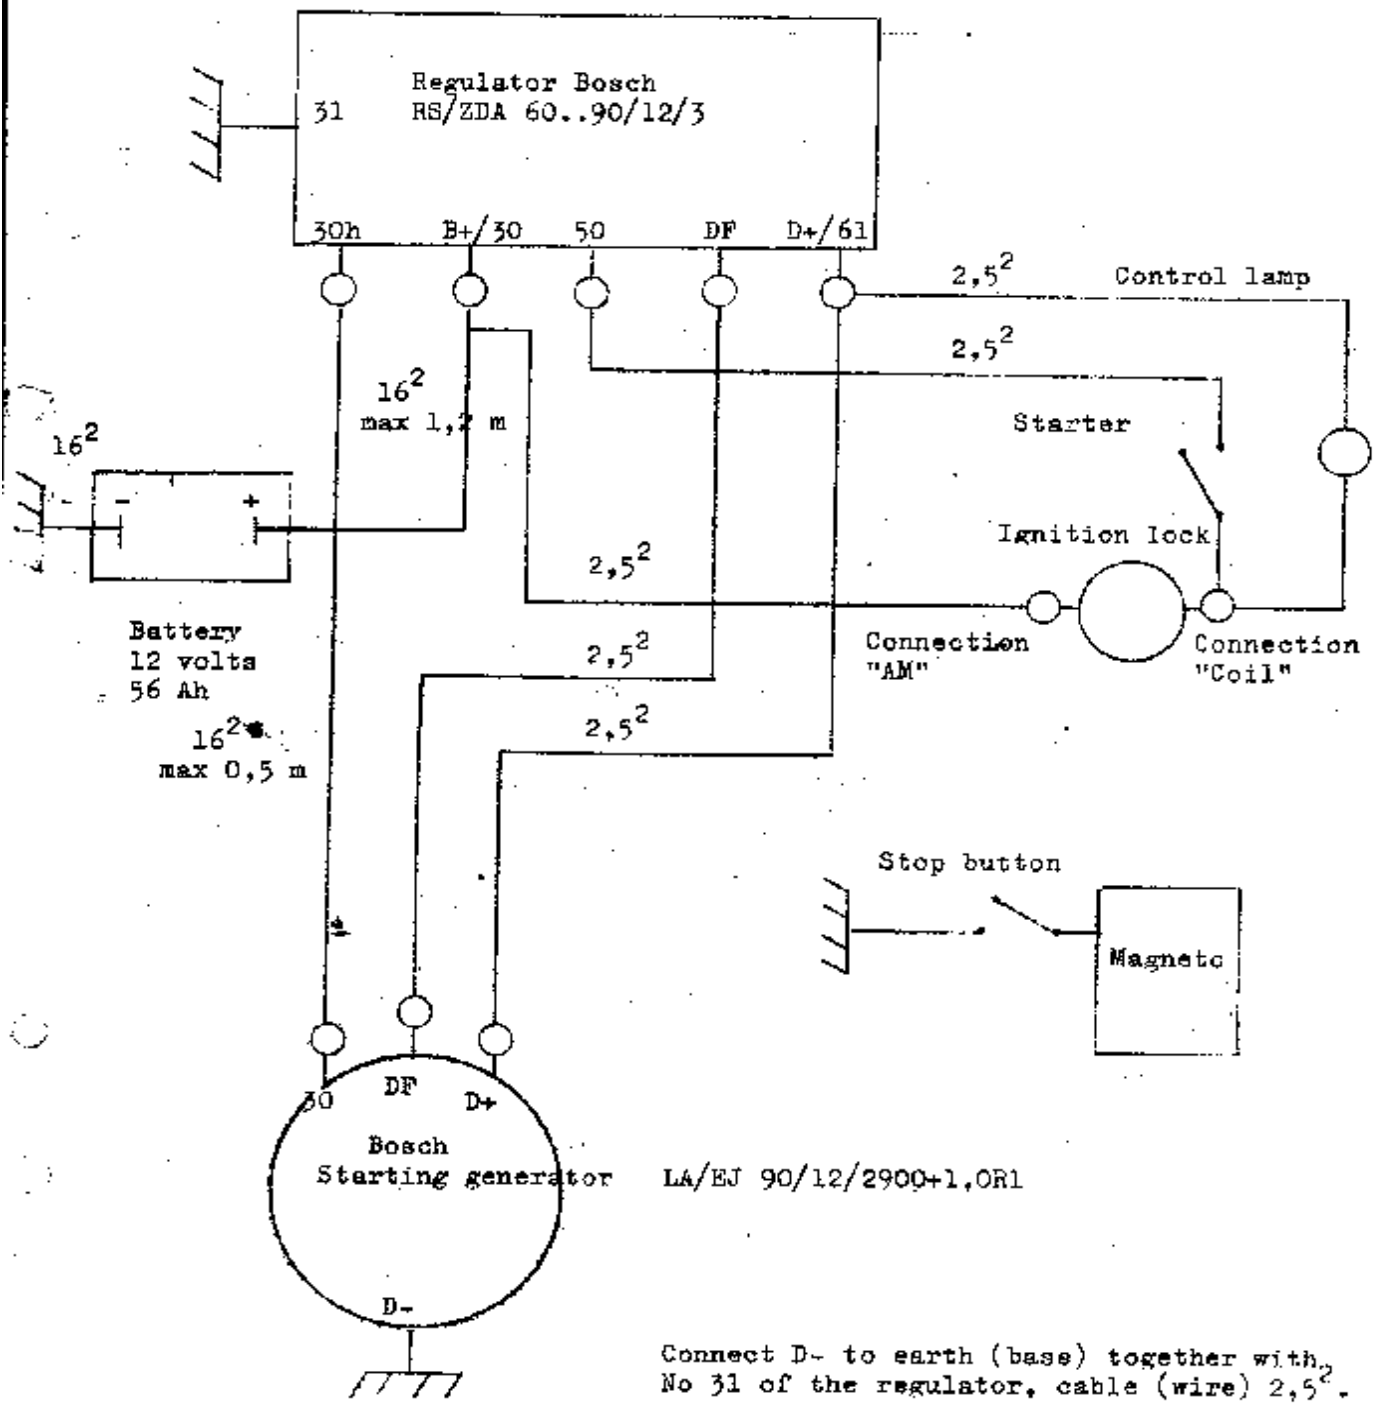 Regulator Bosch
RS/ZDA 60..90/12/3
31
30h B+/30 50 DF D+/61
2,5²
Control lamp
2,5²
16²
max 1,2 m
Starter
16²
- +
Ignition lock
2,5²
Battery
12 volts
56 Ah
Connection
"AM"
Connection
"Coil"
2,5²
16²
max 0,5 m
2,5²
Stop button
Magneto
30 DF D+
Bosch
Starting generator
LA/EJ 90/12/2900+1,0R1
D-
Connect D- to earth (base) together with
No 31 of the regulator, cable (wire) 2,5².